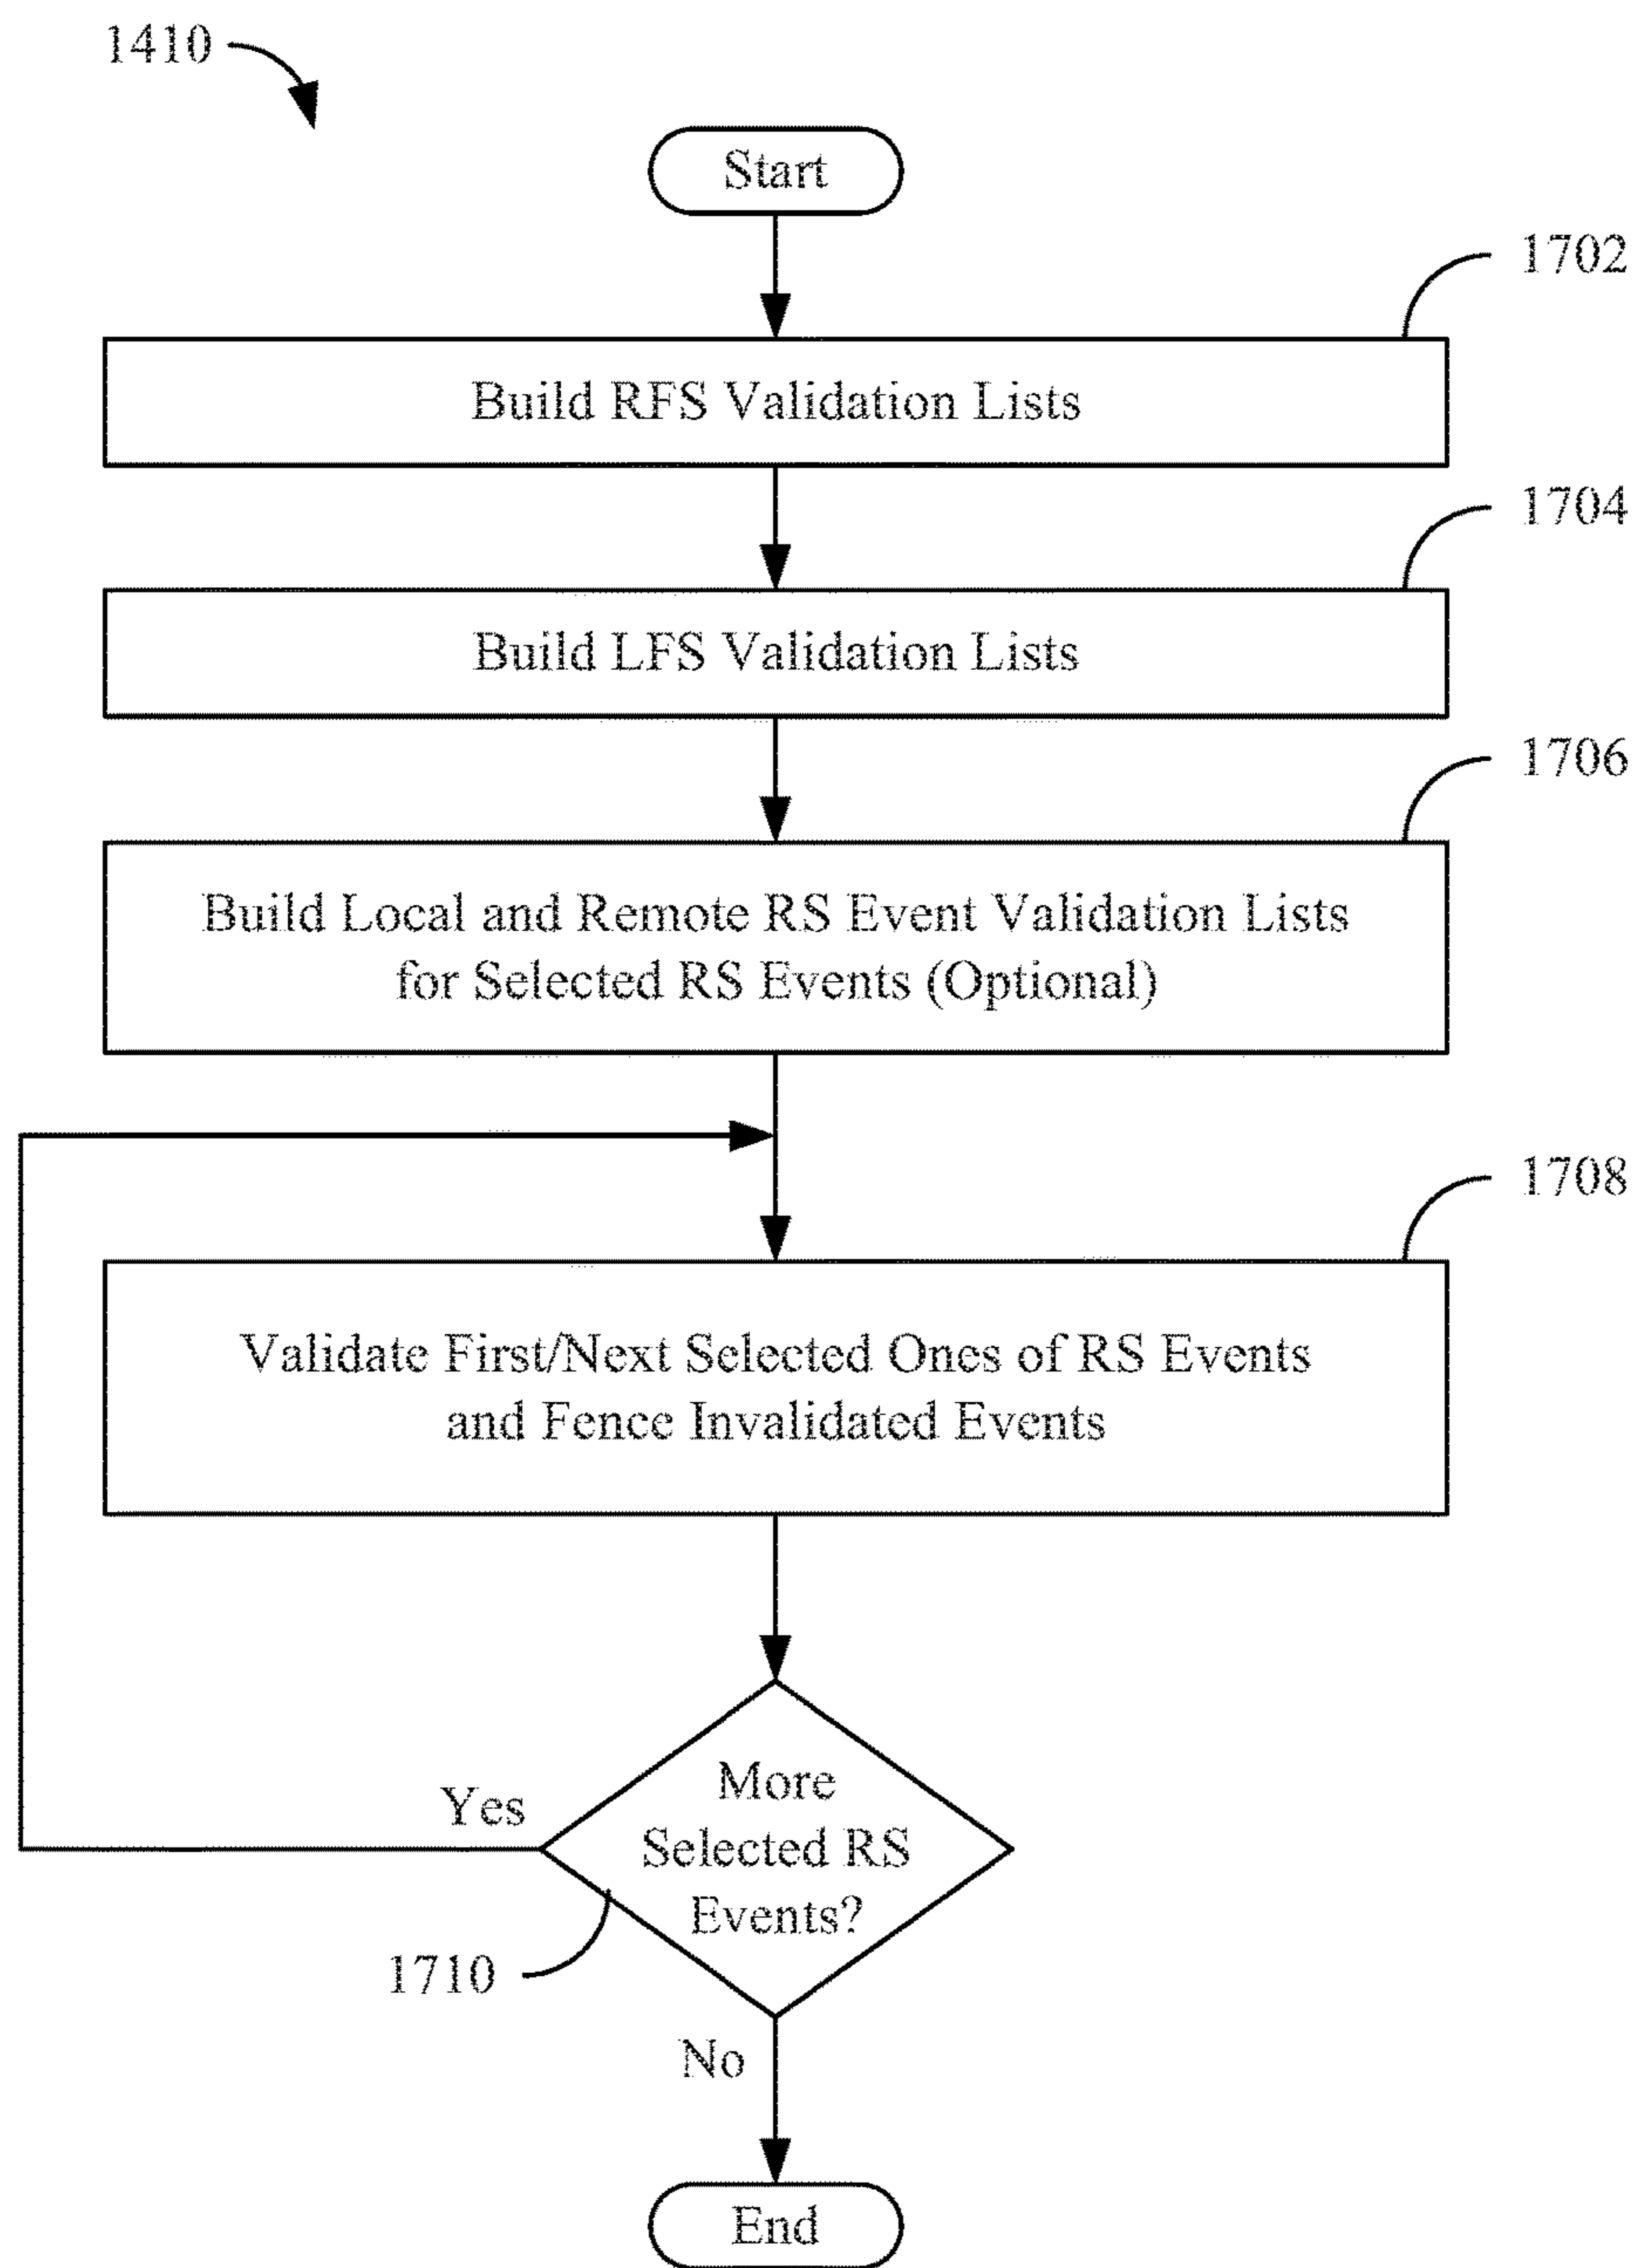 1410
Start
1702
Build RFS Validation Lists
1704
Build LFS Validation Lists
1706
Build Local and Remote RS Event Validation Lists
for Selected RS Events (Optional)
1708
Validate First/Next Selected Ones of RS Events
and Fence Invalidated Events
More
Yes
Selected RS
Events?
1710
No
End